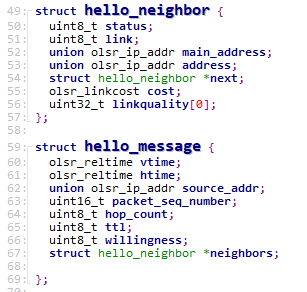 49: struct hello_neighbor {
50: uint8_t status;
51: uint8_t link;
52: union olsr_ip_addr main_address;
53: union olsr_ip_addr address;
54: struct hello_neighbor *next;
55: olsr_linkcost cost;
56: uint32_t linkquality[0];
57: };
58:
59: struct hello_message {
60: olsr_reltime vtime;
61: olsr_reltime htime;
62: union olsr_ip_addr source_addr;
63: uint16_t packet_seq_number;
64: uint8_t hop_count;
65: uint8_t ttl;
66: uint8_t willingness;
67: struct hello_neighbor *neighbors;
68:
69: };